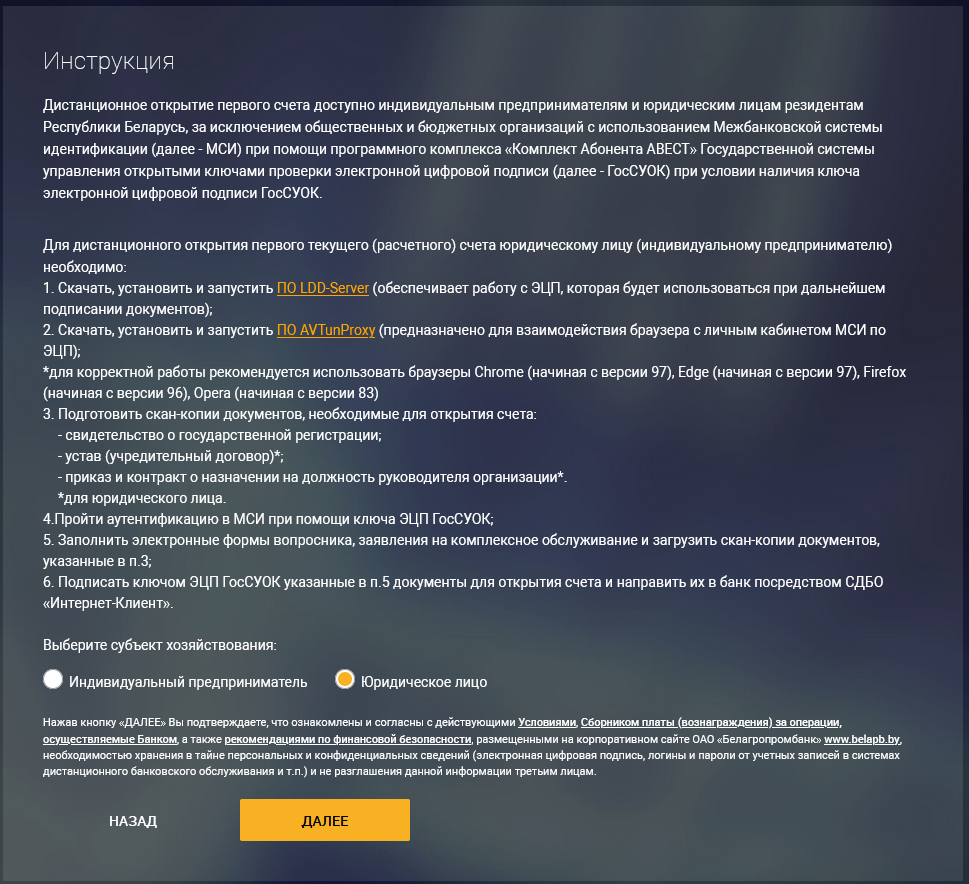 Инструкция
Дистанционное открытие первого счета доступно индивидуальным предпринимателям и юридическим лицам резидентам
Республики Беларусь, за исключением общественных и бюджетных организаций с использованием Межбанковской системы
идентификации (далее - МСИ) при помощи программного комплекса «Комплект Абонента АВЕСТ» Государственной системы
управления открытыми ключами проверки электронной цифровой подписи (далее - ГосСУОК) при условии наличия ключа
электронной цифровой подписи ГосСУОК.
Для дистанционного открытия первого текущего (расчетного) счета юридическому лицу (индивидуальному предпринимателю)
необходимо:
1. Скачать, установить и запустить ПО LDD-Server (обеспечивает работу с ЭЦП, которая будет использоваться при дальнейшем
подписании документов);
2. Скачать, установить и запустить ПО AVTunProxy (предназначено для взаимодействия браузера с личным кабинетом МСИ по
ЭЦП);
*для корректной работы рекомендуется использовать браузеры Chrome (начиная с версии 97), Edge (начиная с версии 97), Firefox
(начиная с версии 96), Opera (начиная с версии 83)
3. Подготовить скан-копии документов, необходимые для открытия счета:
- свидетельство о государственной регистрации;
- устав (учредительный договор)*;
- приказ и контракт о назначении на должность руководителя организации*.
*для юридического лица.
4.Пройти аутентификацию в МСИ при помощи ключа ЭЦП ГосСУОК;
5. Заполнить электронные формы вопросника, заявления на комплексное обслуживание и загрузить скан-копии документов,
указанные в п.3;
6. Подписать ключом ЭЦП ГосСУОК указанные в п.5 документы для открытия счета и направить их в банк посредством СДБО
«Интернет-Клиент».
Выберите субъект хозяйствования:
Индивидуальный предприниматель Юридическое лицо
Нажав кнопку «ДАЛЕЕ» Вы подтверждаете, что ознакомлены и согласны с действующими Условиями, Сборником платы (вознаграждения) за операции,
осуществляемые Банком, а также рекомендациями по финансовой безопасности, размещенными на корпоративном сайте ОАО «Белагропромбанк» www.belapb.by,
необходимостью хранения в тайне персональных и конфиденциальных сведений (электронная цифровая подпись, логины и пароли от учетных записей в системах
дистанционного банковского обслуживания и т.п.) и не разглашения данной информации третьим лицам.
НАЗАД ДАЛЕЕ